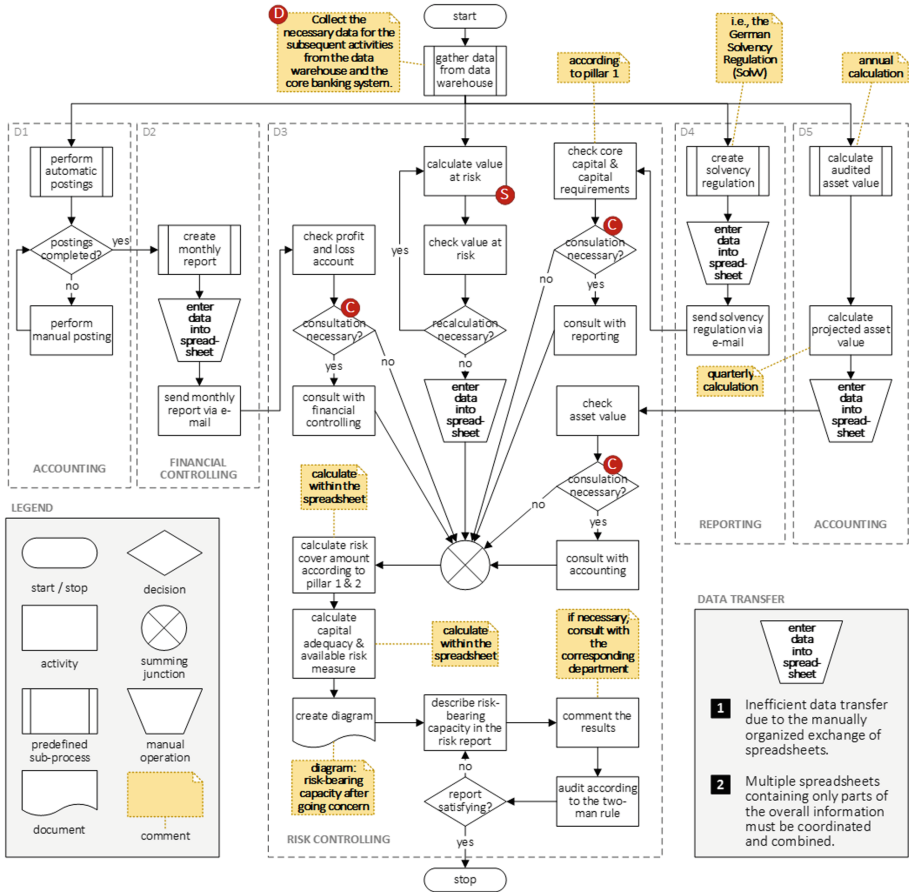 start
D
Collect the
necessary data for the
subsequent activities
from the data
warehouse and the
core banking system.
gather data
from data
warehouse
according
to pillar 1
i.e., the
German
Solvency
Regulation
(SolvV)
annual
calculation
D1
perform
automatic
postings
postings
completed?
yes
no
perform
manual posting
ACCOUNTING
D2
create
monthly
report
enter
data
into
spread-
sheet
send monthly
report via e-
mail
FINANCIAL
CONTROLLING
D3
check profit
and loss
account
C
consultation
necessary?
no
yes
consult with
financial
controlling
calculate value
at risk
S
yes
check value at
risk
recalculation
necessary?
no
enter
data
into
spread-
sheet
check core
capital &
capital
requirements
C
consulation
necessary?
no
yes
consult with
reporting
check
asset value
C
consulation
necessary?
no
yes
consult with
accounting
calculate
within the
spreadsheet
calculate risk
cover amount
according to
pillar 1 & 2
calculate
capital
adequacy &
available risk
measure
calculate
within the
spreadsheet
if necessary,
consult with
the
corresponding
department
create diagram
describe risk-
bearing
capacity in the
risk report
comment the
results
diagram:
risk-bearing
capacity after
going concern
no
report
satisfying?
audit according
to the two-
man rule
yes
RISK CONTROLLING
stop
D4
create
solvency
regulation
enter
data
into
spread-
sheet
send solvency
regulation via
e-mail
REPORTING
D5
calculate
audited
asset value
calculate
projected asset
value
quarterly
calculation
enter
data
into
spread-
sheet
ACCOUNTING
LEGEND
start / stop
decision
activity
summing
junction
predefined
sub-process
manual
operation
document
comment
DATA TRANSFER
enter
data
into
spread-
sheet
1 Inefficient data transfer
due to the manually
organized exchange of
spreadsheets.
2 Multiple spreadsheets
containing only parts of
the overall information
must be coordinated
and combined.